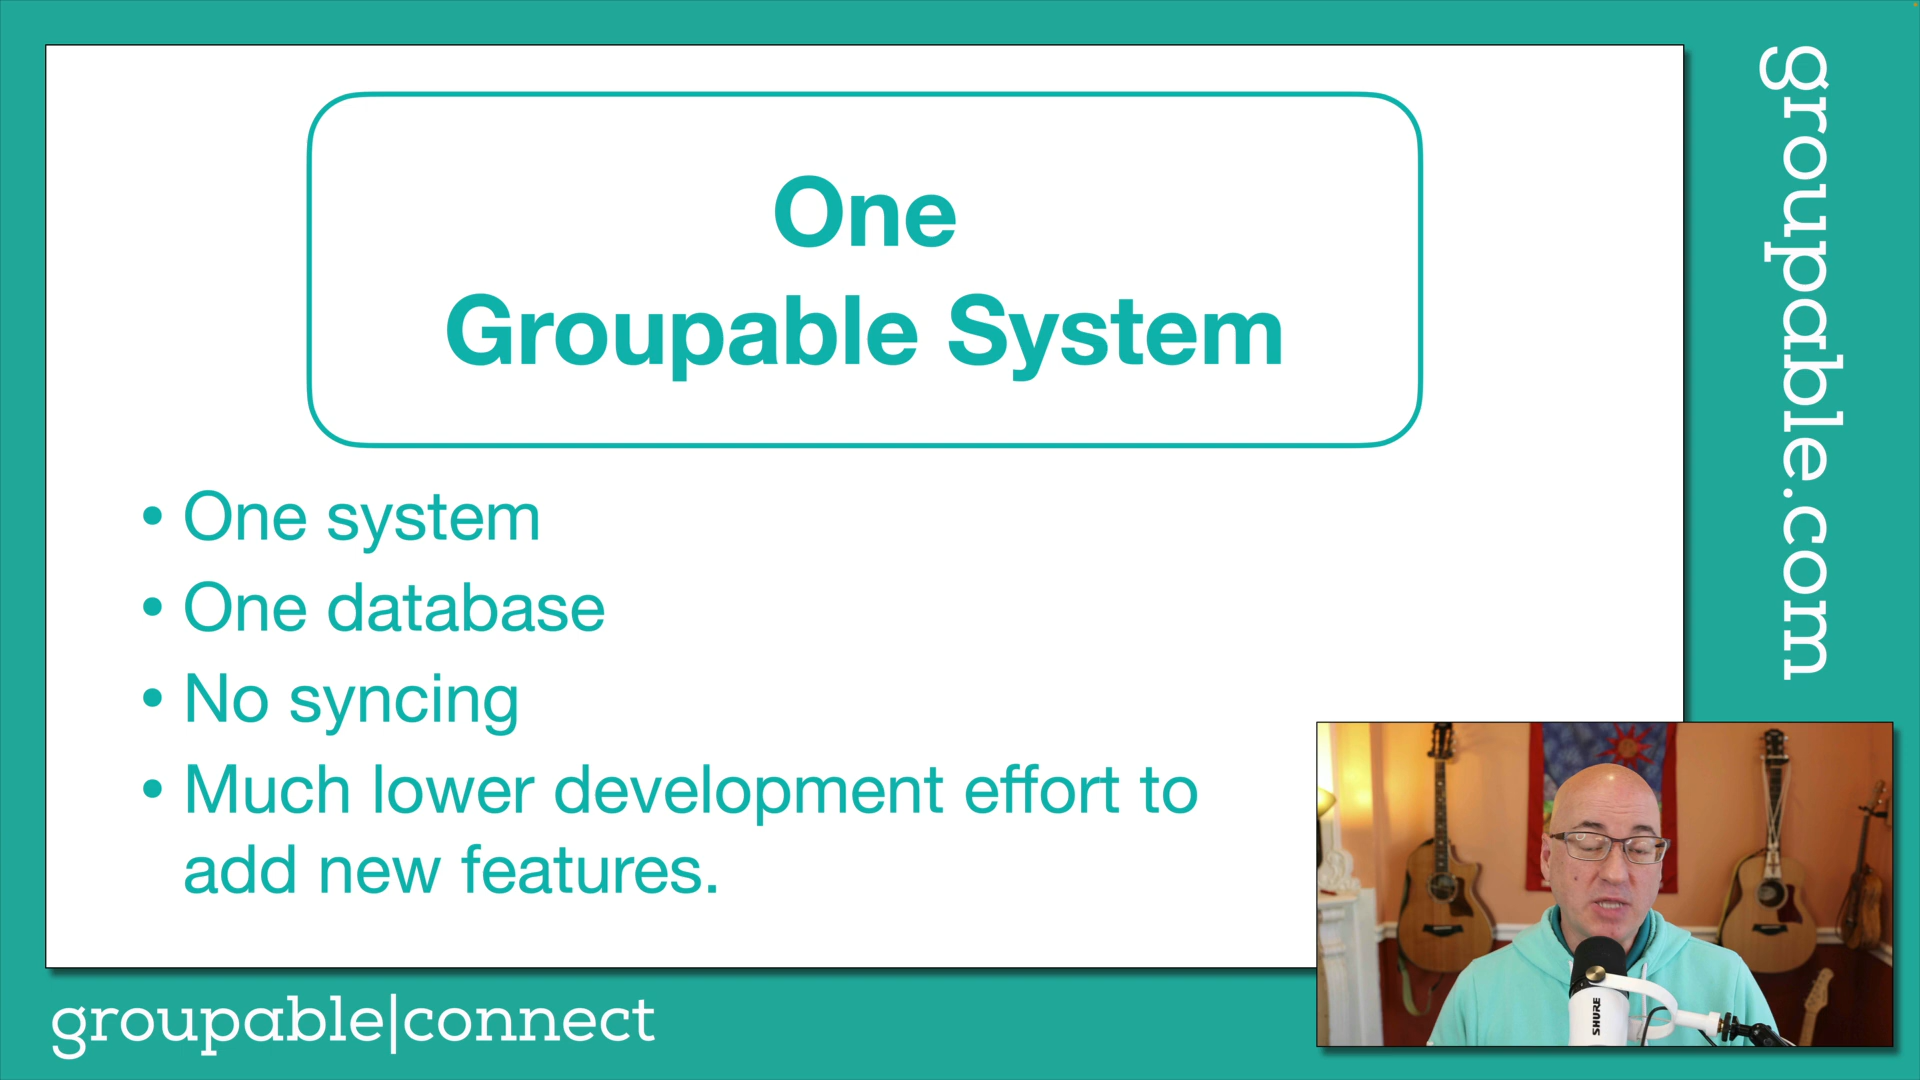 One
Groupable System
• One system
• One database
• No syncing
• Much lower development effort to
add new features.
groupable.com
groupable|connect
SHURE